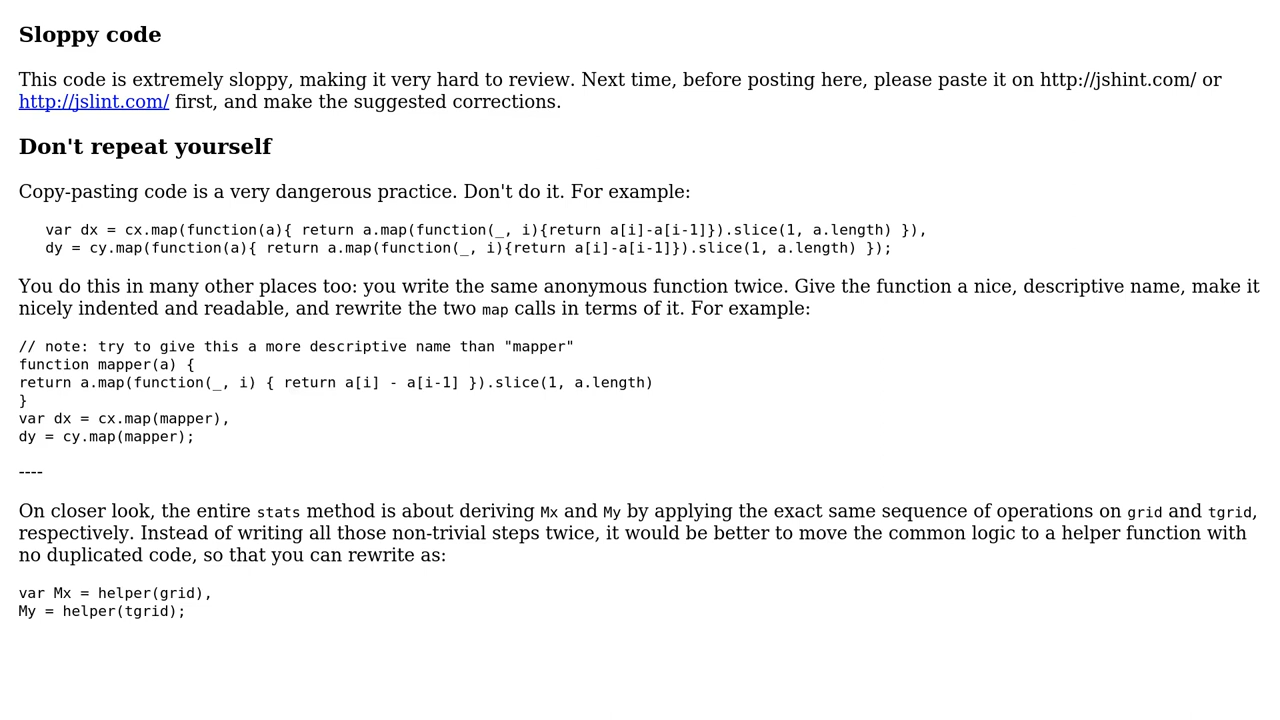 Sloppy code
This code is extremely sloppy, making it very hard to review. Next time, before posting here, please paste it on http://jshint.com/ or
http://jslint.com/ first, and make the suggested corrections.
Don't repeat yourself
Copy-pasting code is a very dangerous practice. Don't do it. For example:
var dx = cx.map(function(a){ return a.map(function(_, i){return a[i]-a[i-1]}).slice(1, a.length) }),
dy = cy.map(function(a){ return a.map(function(_, i){return a[i]-a[i-1]}).slice(1, a.length) });
You do this in many other places too: you write the same anonymous function twice. Give the function a nice, descriptive name, make it
nicely indented and readable, and rewrite the two map calls in terms of it. For example:
// note: try to give this a more descriptive name than "mapper"
function mapper(a) {
return a.map(function(_, i) { return a[i] - a[i-1] }).slice(1, a.length)
}
var dx = cx.map(mapper),
dy = cy.map(mapper);
----
On closer look, the entire stats method is about deriving Mx and My by applying the exact same sequence of operations on grid and tgrid,
respectively. Instead of writing all those non-trivial steps twice, it would be better to move the common logic to a helper function with
no duplicated code, so that you can rewrite as:
var Mx = helper(grid),
My = helper(tgrid);